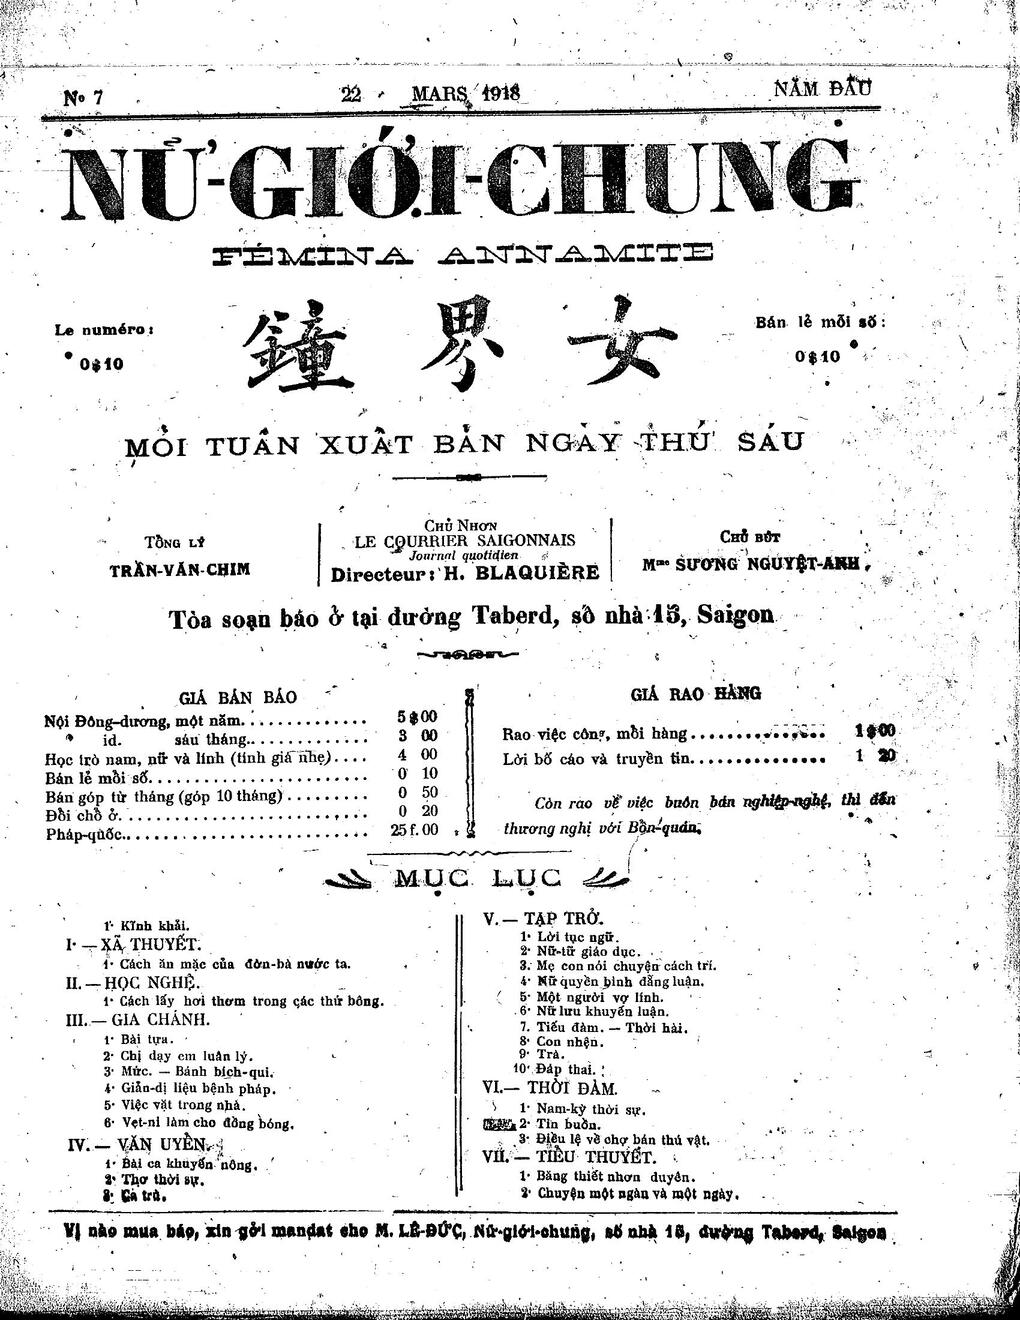 No 7
22 MARS 1918
NĂM ĐẦU
NỮ-GIỚI-CHUNG
FÉMINA ANNAMITE
Le numéro:
0$10
鐘 界 女
Bán lẻ mỗi số:
0$10
MỖI TUẦN XUẤT BẢN NGÀY THỨ SÁU
TỔNG LÝ
TRẦN-VĂN-CHIM
CHỦ NHƠN
LE COURRIER SAIGONNAIS
Journal quotidien
Directeur: H. BLAQUIÈRE
CHỦ BÚT
Mme SƯƠNG NGUYỆT-ANH
Tòa soạn báo ở tại đường Taberd, số nhà 15, Saigon
GIÁ BÁN BÁO
Nội Đông-dương, một năm............. 5$00
id. sáu tháng............. 3 00
Học trò nam, nữ và lính (tính giá nhẹ).... 4 00
Bán lẻ mỗi số........................ 0 10
Bán góp từ tháng (góp 10 tháng)......... 0 50
Đổi chỗ ở........................... 0 20
Pháp-quốc.......................... 25f.00
GIÁ RAO HÀNG
Rao việc công, mỗi hàng............... 1$00
Lời bố cáo và truyền tin............... 1 20
Còn rao về việc buôn bán nghiệp-nghệ, thì đến
thương nghị với Bổn-quán.
MỤC LỤC
1· Kĩnh khải.
I· — XÃ THUYẾT.
1· Cách ăn mặc của đờn-bà nước ta.
II. — HỌC NGHỆ.
1· Cách lấy hơi thơm trong các thứ bông.
III. — GIA CHÁNH.
1· Bài tựa.
2· Chị dạy em luân lý.
3· Mức. — Bánh bích-qui.
4· Giản-dị liệu bệnh pháp.
5· Việc vặt trong nhà.
6· Vẹt-ni làm cho đồng bóng.
IV. — VĂN UYỂN.
1· Bài ca khuyến nông.
2· Thơ thời sự.
3· Ca trù.
V. — TẠP TRỞ.
1· Lời tục ngữ.
2· Nữ-tử giáo dục.
3. Mẹ con nói chuyện cách trí.
4· Nữ quyền bình đẳng luận.
5· Một người vợ lính.
6· Nữ lưu khuyến luận.
7. Tiếu đàm. — Thời hài.
8· Con nhện.
9· Trà.
10· Đáp thai.
VI. — THỜI ĐÀM.
1· Nam-kỳ thời sự.
2· Tin buồn.
3· Điều lệ về chợ bán thú vật.
VII. — TIỂU THUYẾT.
1· Băng thiết nhơn duyên.
2· Chuyện một ngàn và một ngày.
Vị nào mua báo, xin gởi mandat cho M. LÊ-ĐỨC, Nữ-giới-chung, số nhà 15, đường Taberd, Saigon